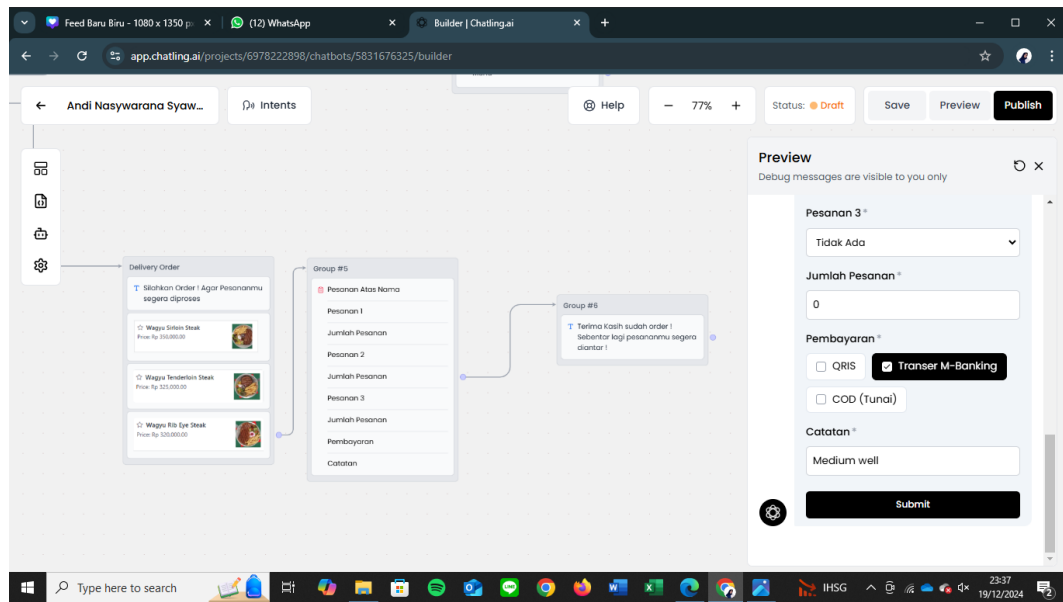 Feed Baru Biru - 1080 x 1350 p
(12) WhatsApp
Builder | Chatling.ai
app.chatling.ai/projects/6978222898/chatbots/5831676325/builder
Andi Nasywarana Syaw...
Intents
Help
77%
Status: Draft
Save
Preview
Publish
Delivery Order
Silahkan Order ! Agar Pesananmu
segera diproses
Wagyu Sirloin Steak
Price: Rp 350,000.00
Wagyu Tenderloin Steak
Price: Rp 325,000.00
Wagyu Rib Eye Steak
Price: Rp 320,000.00
Group #5
Pesanan Atas Nama
Pesanan 1
Jumlah Pesanan
Pesanan 2
Jumlah Pesanan
Pesanan 3
Jumlah Pesanan
Pembayaran
Catatan
Group #6
Terima Kasih sudah order !
Sebentar lagi pesananmu segera
diantar !
Preview
Debug messages are visible to you only
Pesanan 3*
Tidak Ada
Jumlah Pesanan*
0
Pembayaran*
QRIS
Transer M-Banking
COD (Tunai)
Catatan*
Medium well
Submit
Type here to search
IHSG
23:37
19/12/2024
2